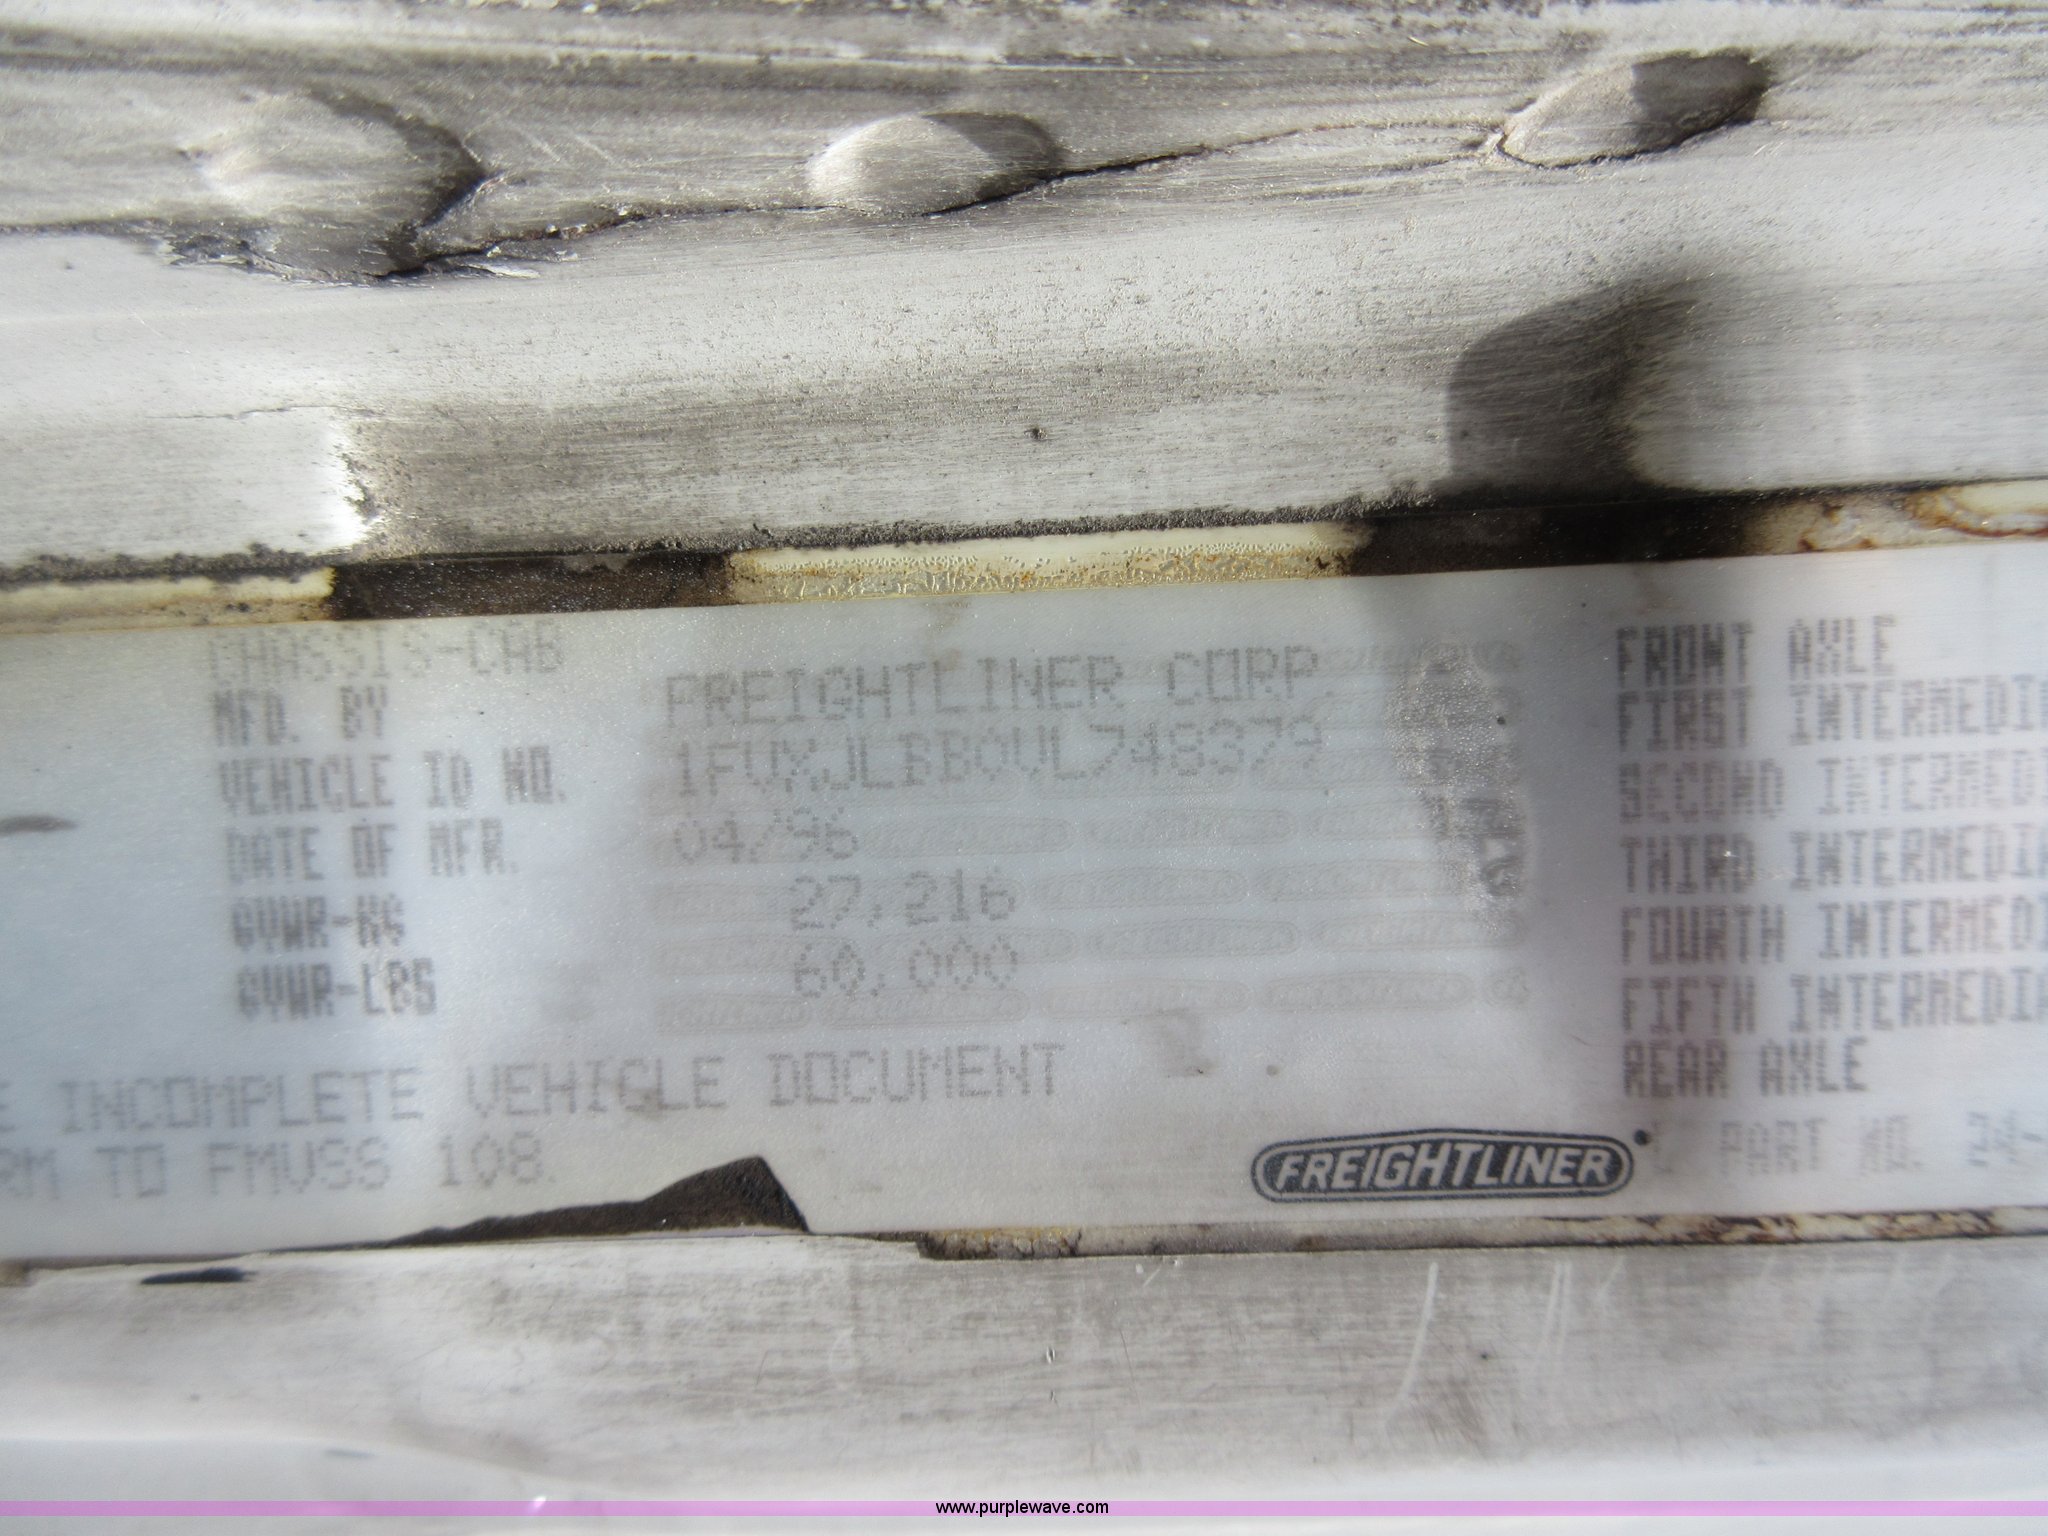 CHASSIS-CAB
MFD. BY FREIGHTLINER CORP.
VEHICLE ID NO. 1FVXJLBB0VL748379
DATE OF MFR. 04/96
GVWR-KG 27,216
GVWR-LBS 60,000
E INCOMPLETE VEHICLE DOCUMENT
RM TO FMVSS 108.
FREIGHTLINER
FRONT AXLE
FIRST INTERMEDI
SECOND INTERMEDI
THIRD INTERMEDIA
FOURTH INTERMEDI
FIFTH INTERMEDIA
REAR AXLE
PART NO.
www.purplewave.com